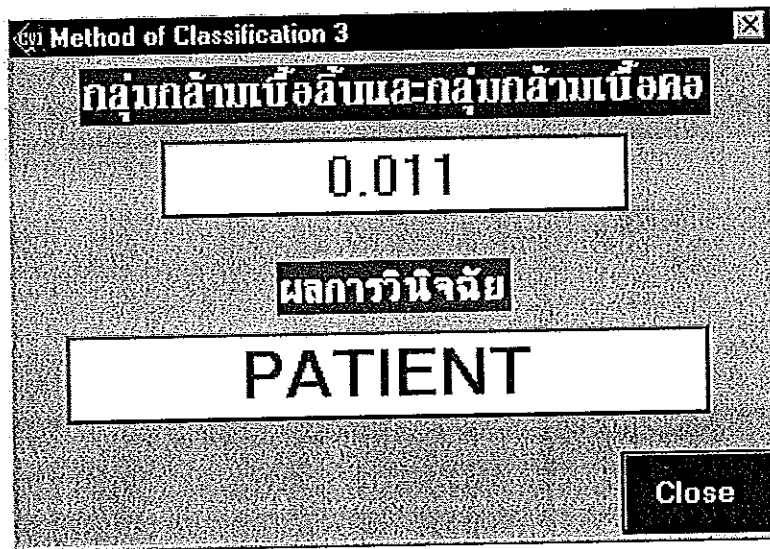 CVI Method of Classification 3
กลุ่มกล้ามเนื้อลิ้นและกลุ่มกล้ามเนื้อคอ
0.011
ผลการวินิจฉัย
PATIENT
Close